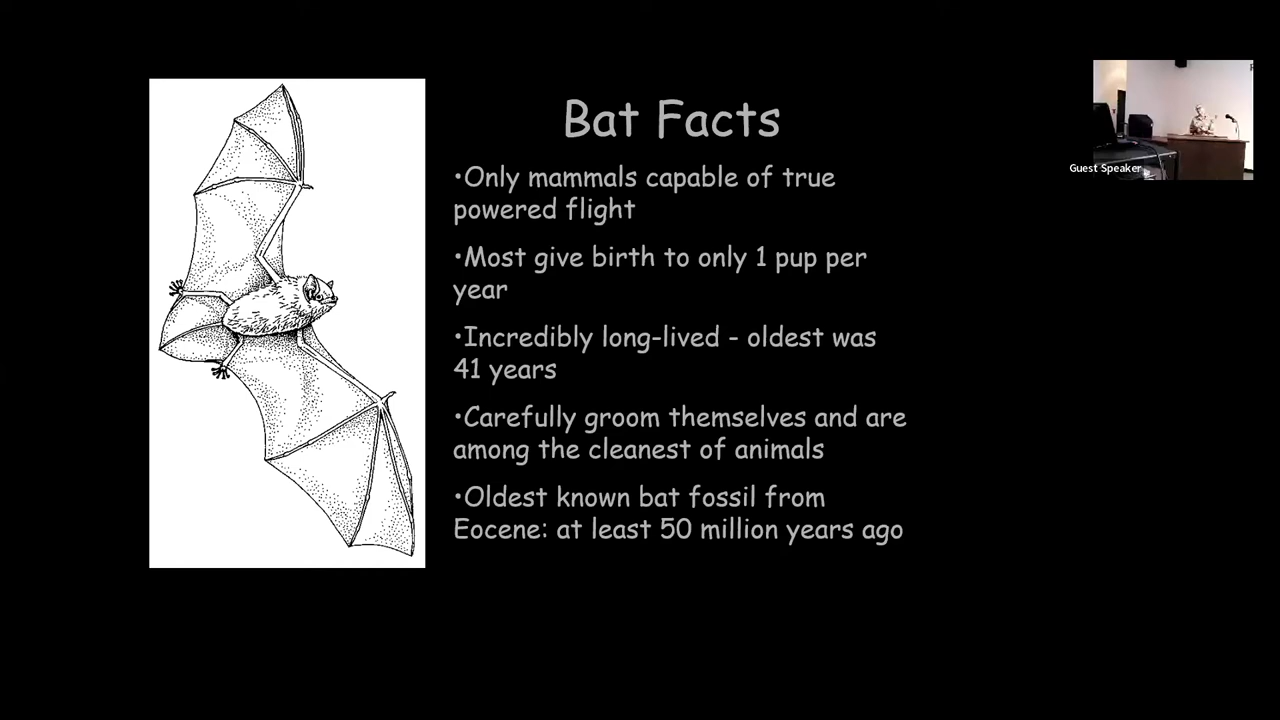 Bat Facts
•Only mammals capable of true
powered flight
•Most give birth to only 1 pup per
year
•Incredibly long-lived - oldest was
41 years
•Carefully groom themselves and are
among the cleanest of animals
•Oldest known bat fossil from
Eocene: at least 50 million years ago
Guest Speaker